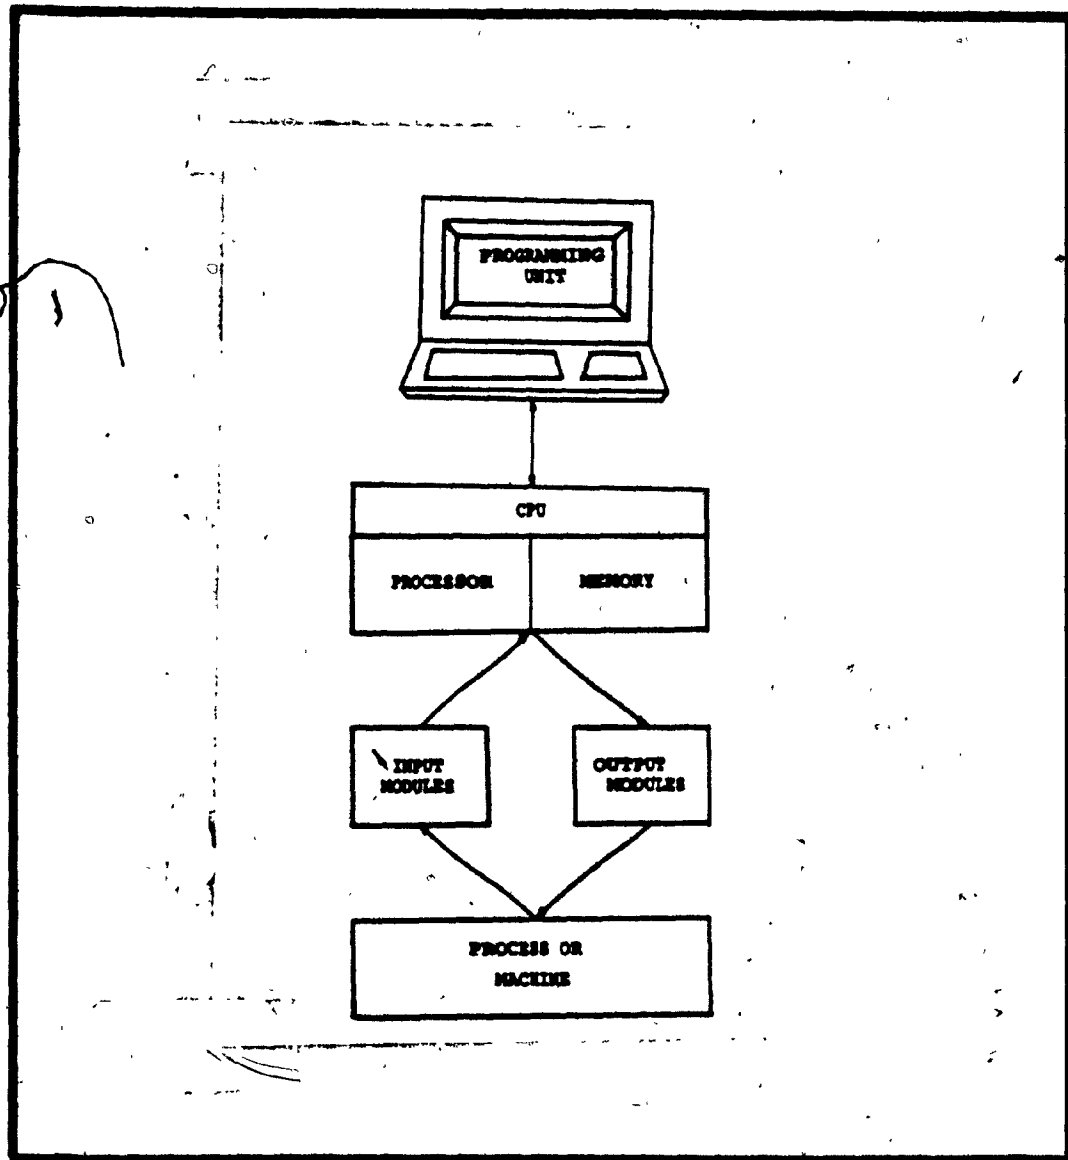 PROGRAMMING
UNIT
CPU
PROCESSOR
MEMORY
INPUT
MODULES
OUTPUT
MODULES
PROCESS OR
MACHINE